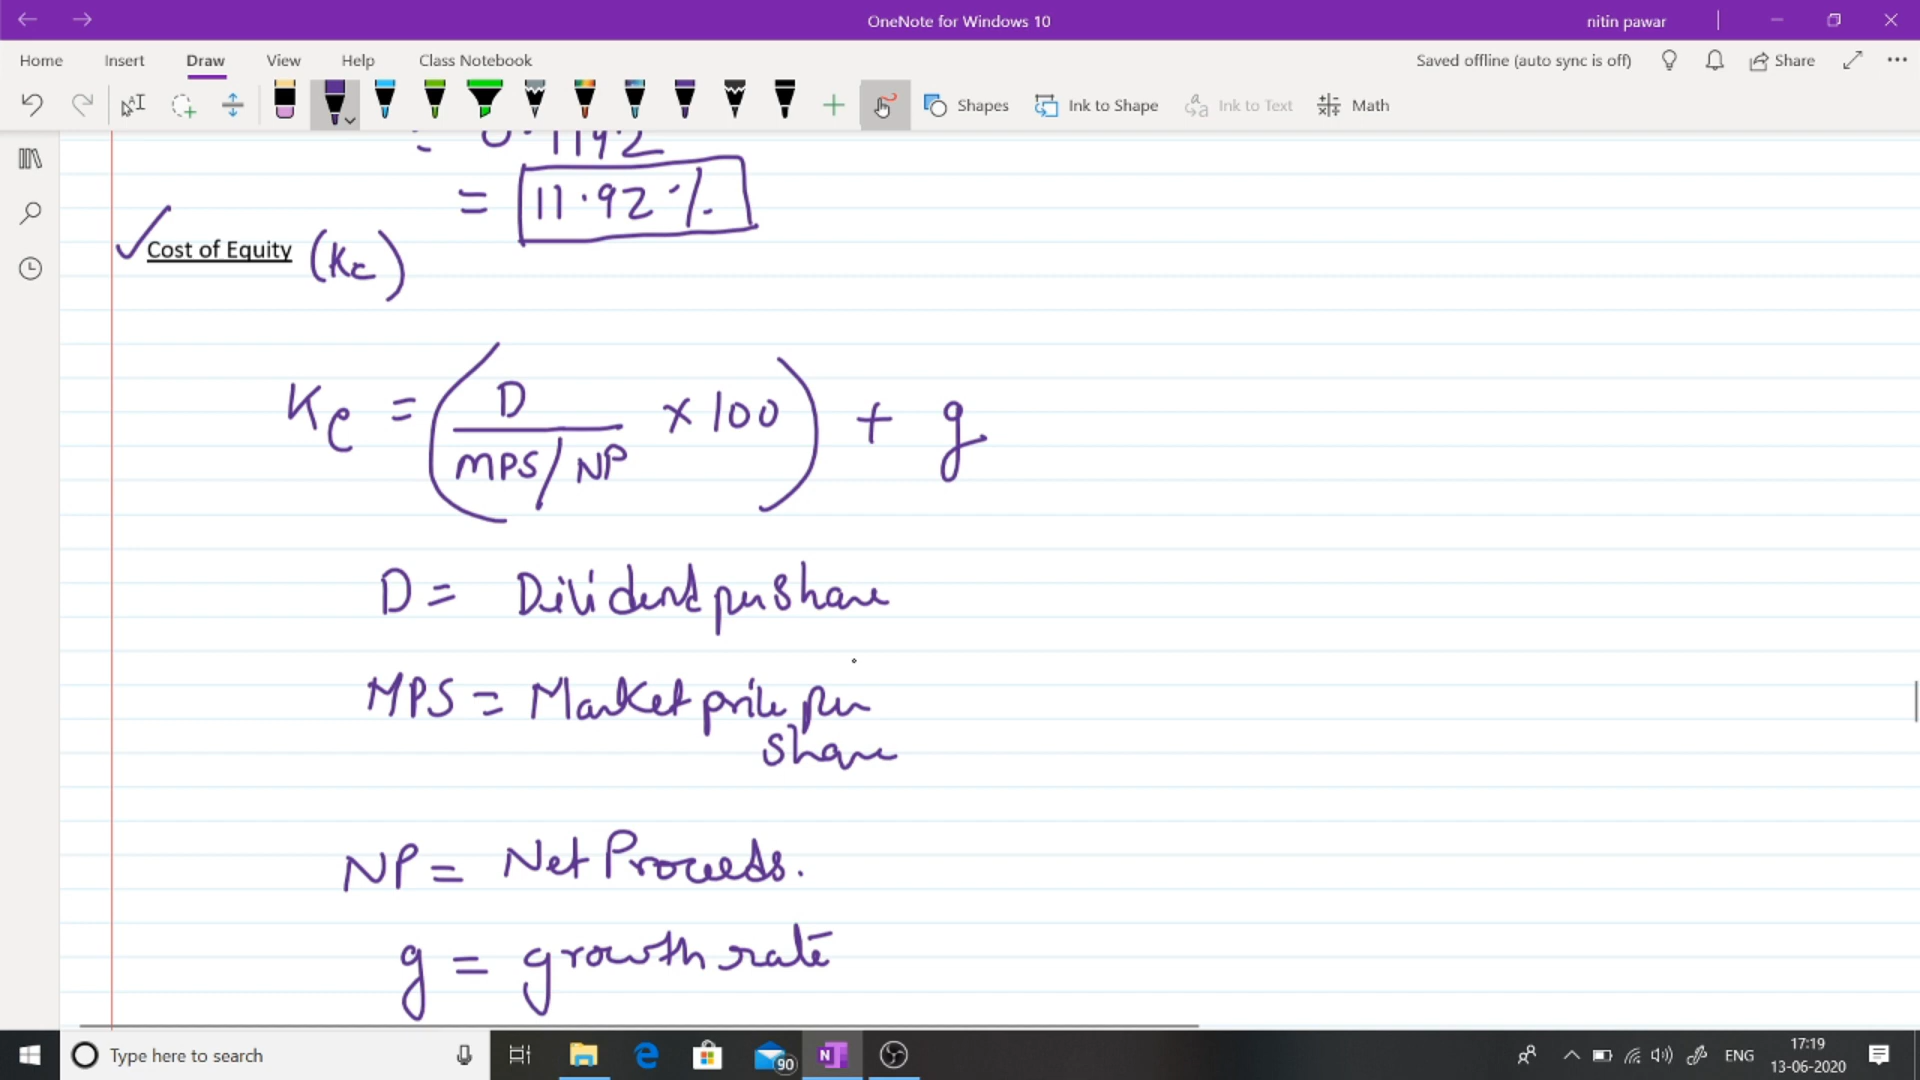 OneNote for Windows 10
nitin pawar
Home Insert Draw View Help Class Notebook
Saved offline (auto sync is off) Share
Shapes Ink to Shape Ink to Text Math
= 0.1192
= 11.92 %
Cost of Equity (Ke)
Ke = (D / MPS/NP × 100) + g
D = Dividend per share
MPS = Market price per
share
NP = Net Proceeds.
g = growth rate
Type here to search
90
ENG
17:19
13-06-2020